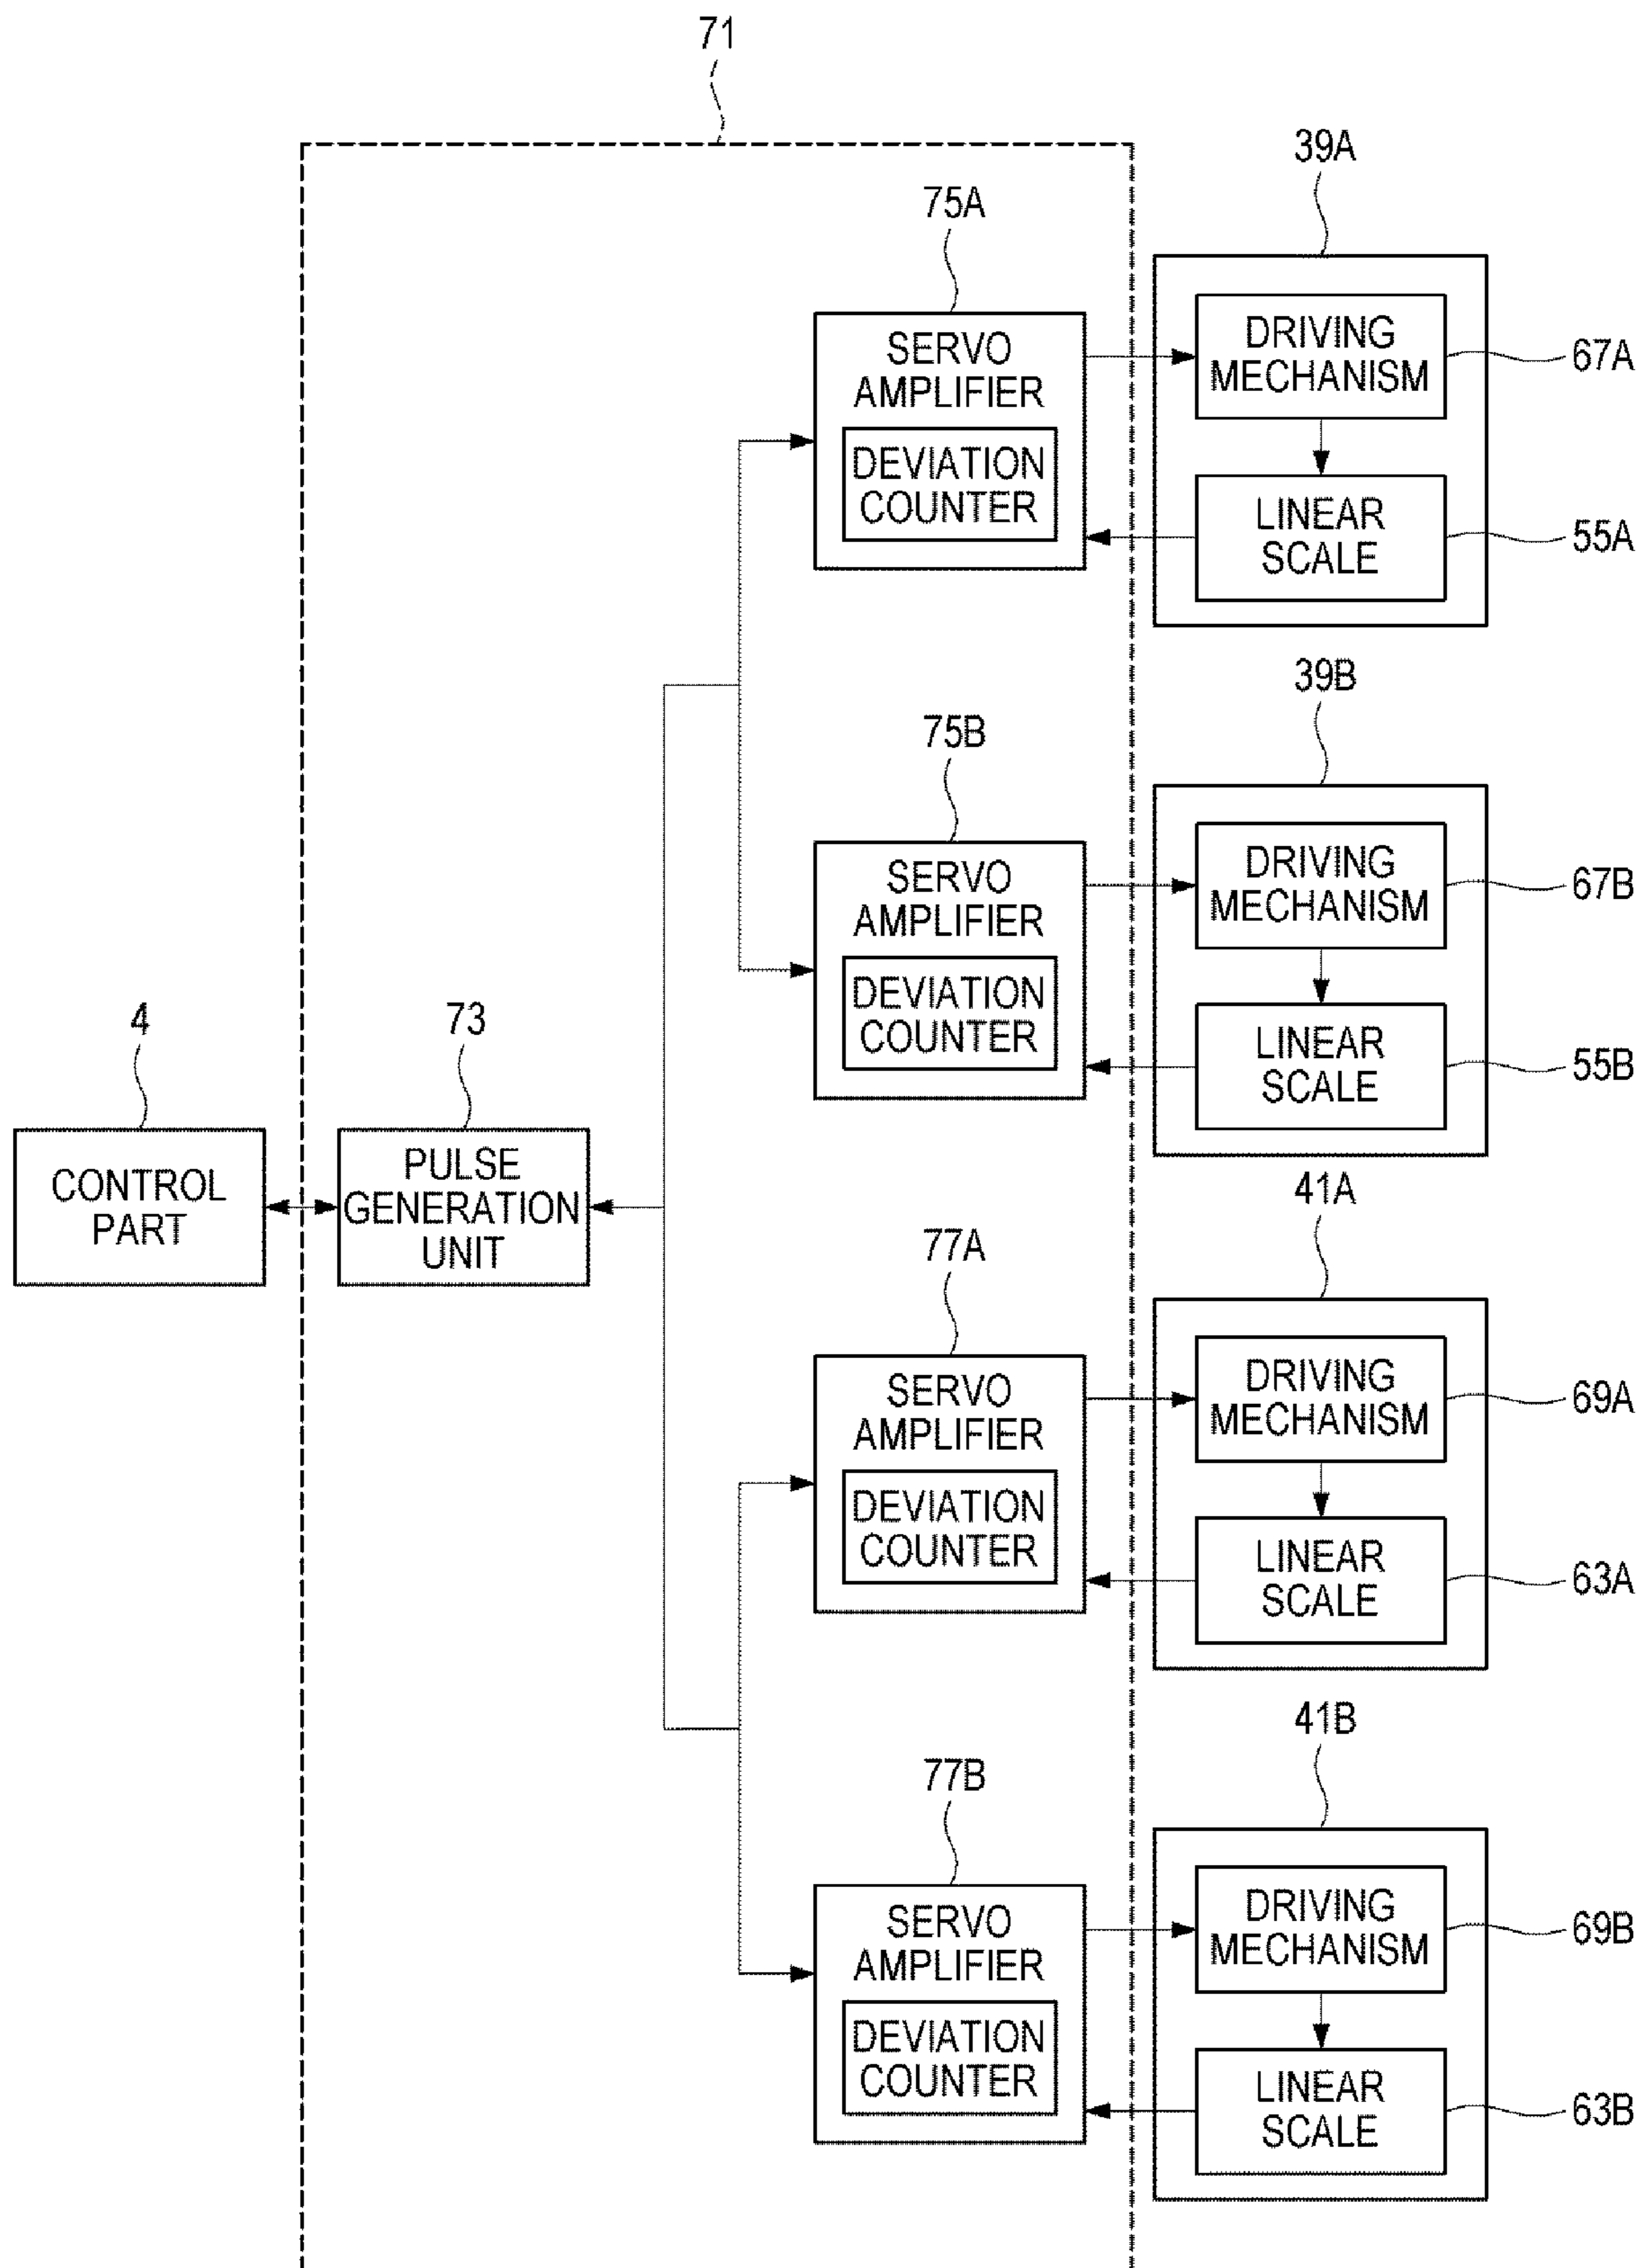 71
39A
75A
SERVO
AMPLIFIER
DEVIATION
COUNTER
DRIVING
MECHANISM
67A
LINEAR
SCALE
55A
39B
75B
SERVO
AMPLIFIER
DEVIATION
COUNTER
DRIVING
MECHANISM
67B
LINEAR
SCALE
55B
4
CONTROL
PART
73
PULSE
GENERATION
UNIT
41A
77A
SERVO
AMPLIFIER
DEVIATION
COUNTER
DRIVING
MECHANISM
69A
LINEAR
SCALE
63A
41B
77B
SERVO
AMPLIFIER
DEVIATION
COUNTER
DRIVING
MECHANISM
69B
LINEAR
SCALE
63B